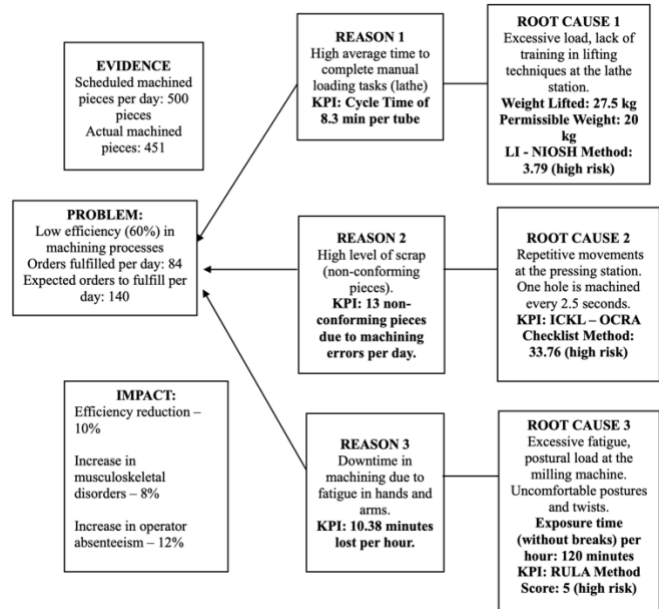 EVIDENCE
Scheduled machined
pieces per day: 500
pieces
Actual machined
pieces: 451
PROBLEM:
Low efficiency (60%) in
machining processes
Orders fulfilled per day: 84
Expected orders to fulfill per
day: 140
IMPACT:
Efficiency reduction –
10%
Increase in
musculoskeletal
disorders – 8%
Increase in operator
absenteeism – 12%
REASON 1
High average time to
complete manual
loading tasks (lathe)
KPI: Cycle Time of
8.3 min per tube
REASON 2
High level of scrap
(non-conforming
pieces).
KPI: 13 non-
conforming pieces
due to machining
errors per day.
REASON 3
Downtime in
machining due to
fatigue in hands and
arms.
KPI: 10.38 minutes
lost per hour.
ROOT CAUSE 1
Excessive load, lack of
training in lifting
techniques at the lathe
station.
Weight Lifted: 27.5 kg
Permissible Weight: 20
kg
LI - NIOSH Method:
3.79 (high risk)
ROOT CAUSE 2
Repetitive movements
at the pressing station.
One hole is machined
every 2.5 seconds.
KPI: ICKL – OCRA
Checklist Method:
33.76 (high risk)
ROOT CAUSE 3
Excessive fatigue,
postural load at the
milling machine.
Uncomfortable postures
and twists.
Exposure time
(without breaks) per
hour: 120 minutes
KPI: RULA Method
Score: 5 (high risk)